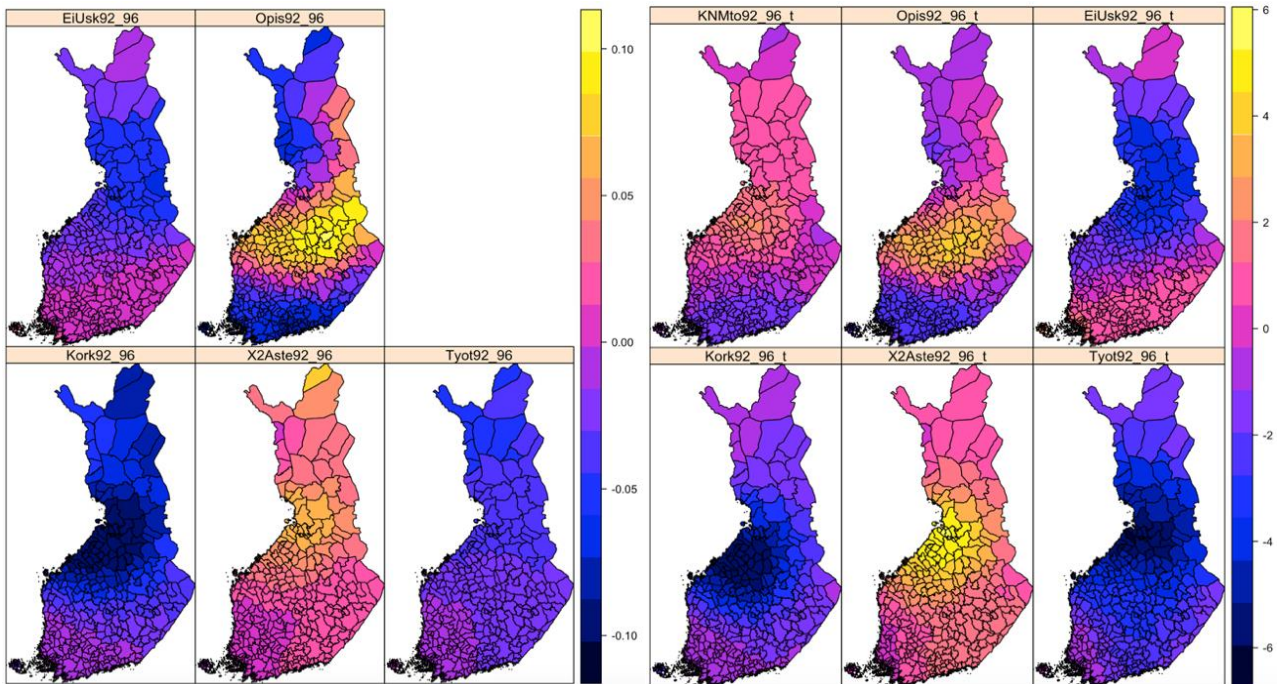 EiUsk92_96
Opis92_96
Kork92_96
X2Aste92_96
Tyot92_96
0.10
0.05
0.00
-0.05
-0.10
KNMto92_96_t
Opis92_96_t
EiUsk92_96_t
Kork92_96_t
X2Aste92_96_t
Tyot92_96_t
6
4
2
0
-2
-4
-6